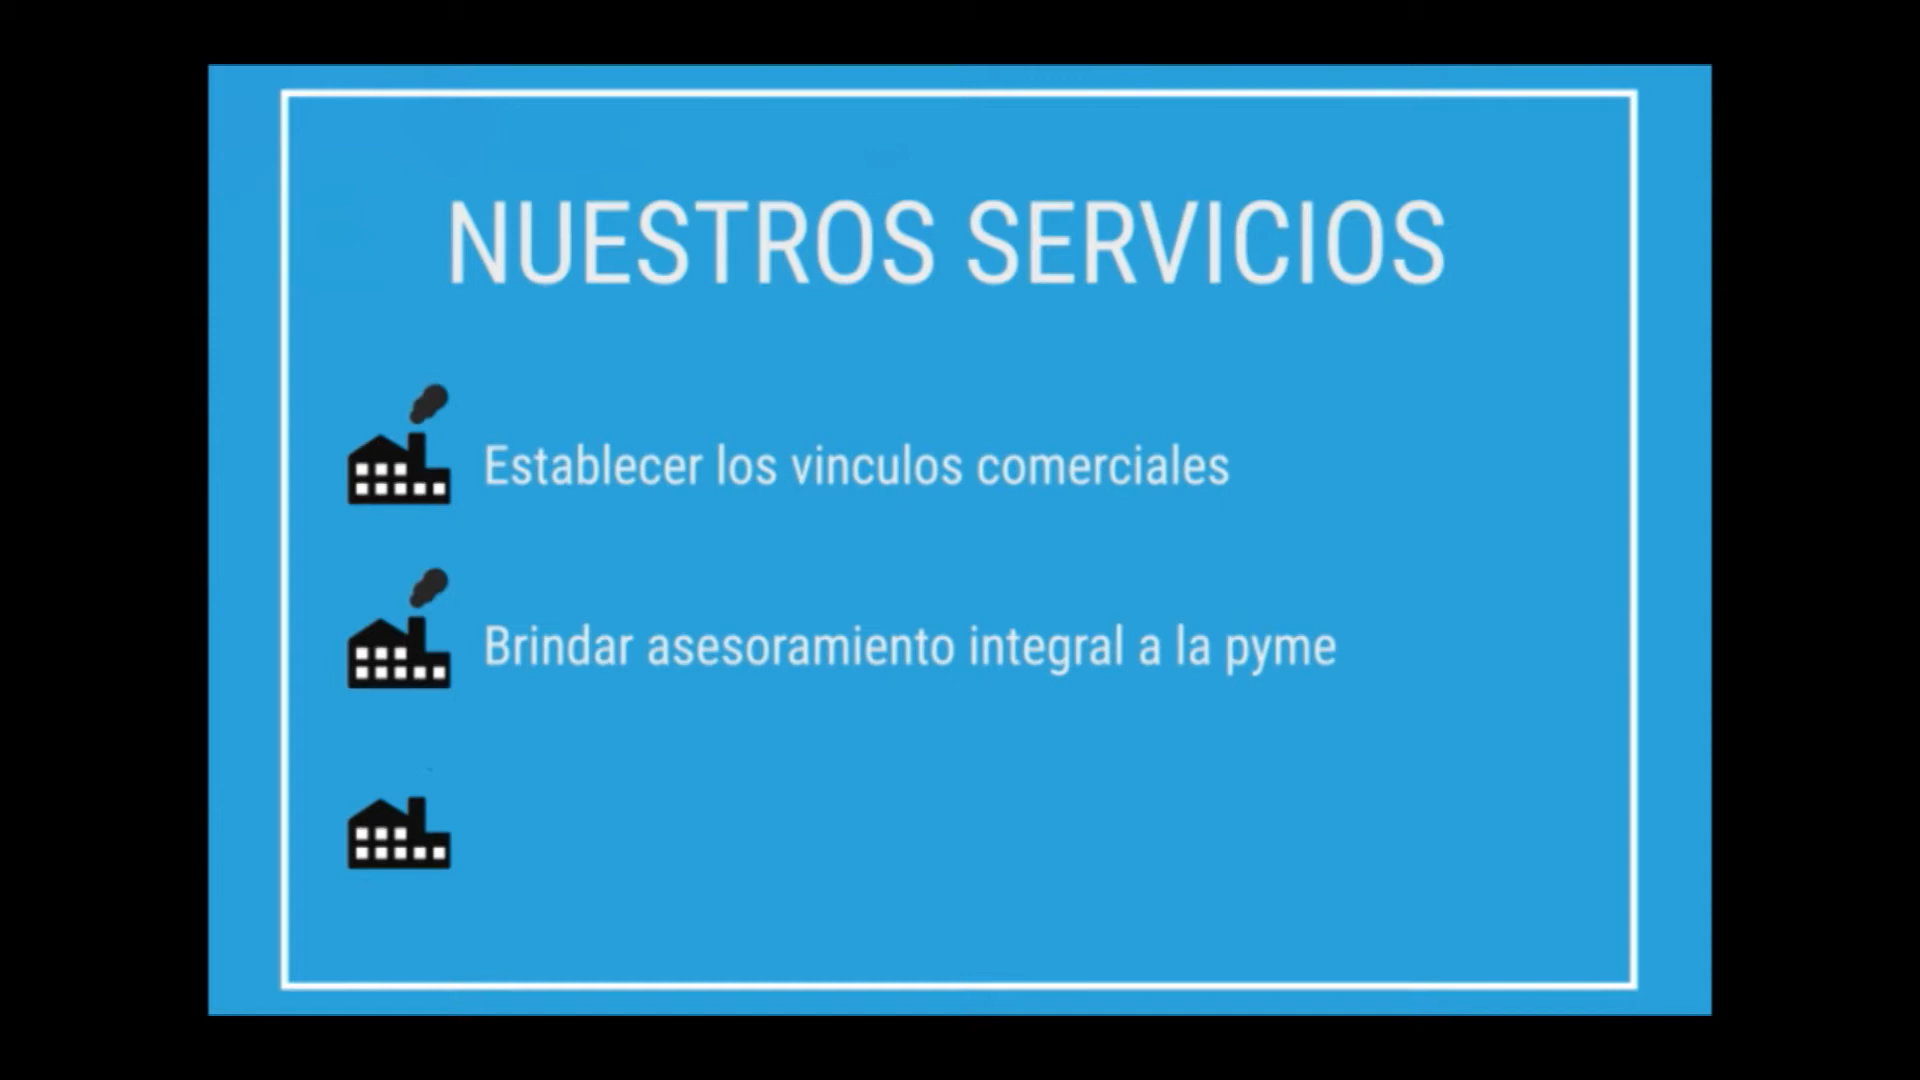 NUESTROS SERVICIOS
Establecer los vinculos comerciales
Brindar asesoramiento integral a la pyme